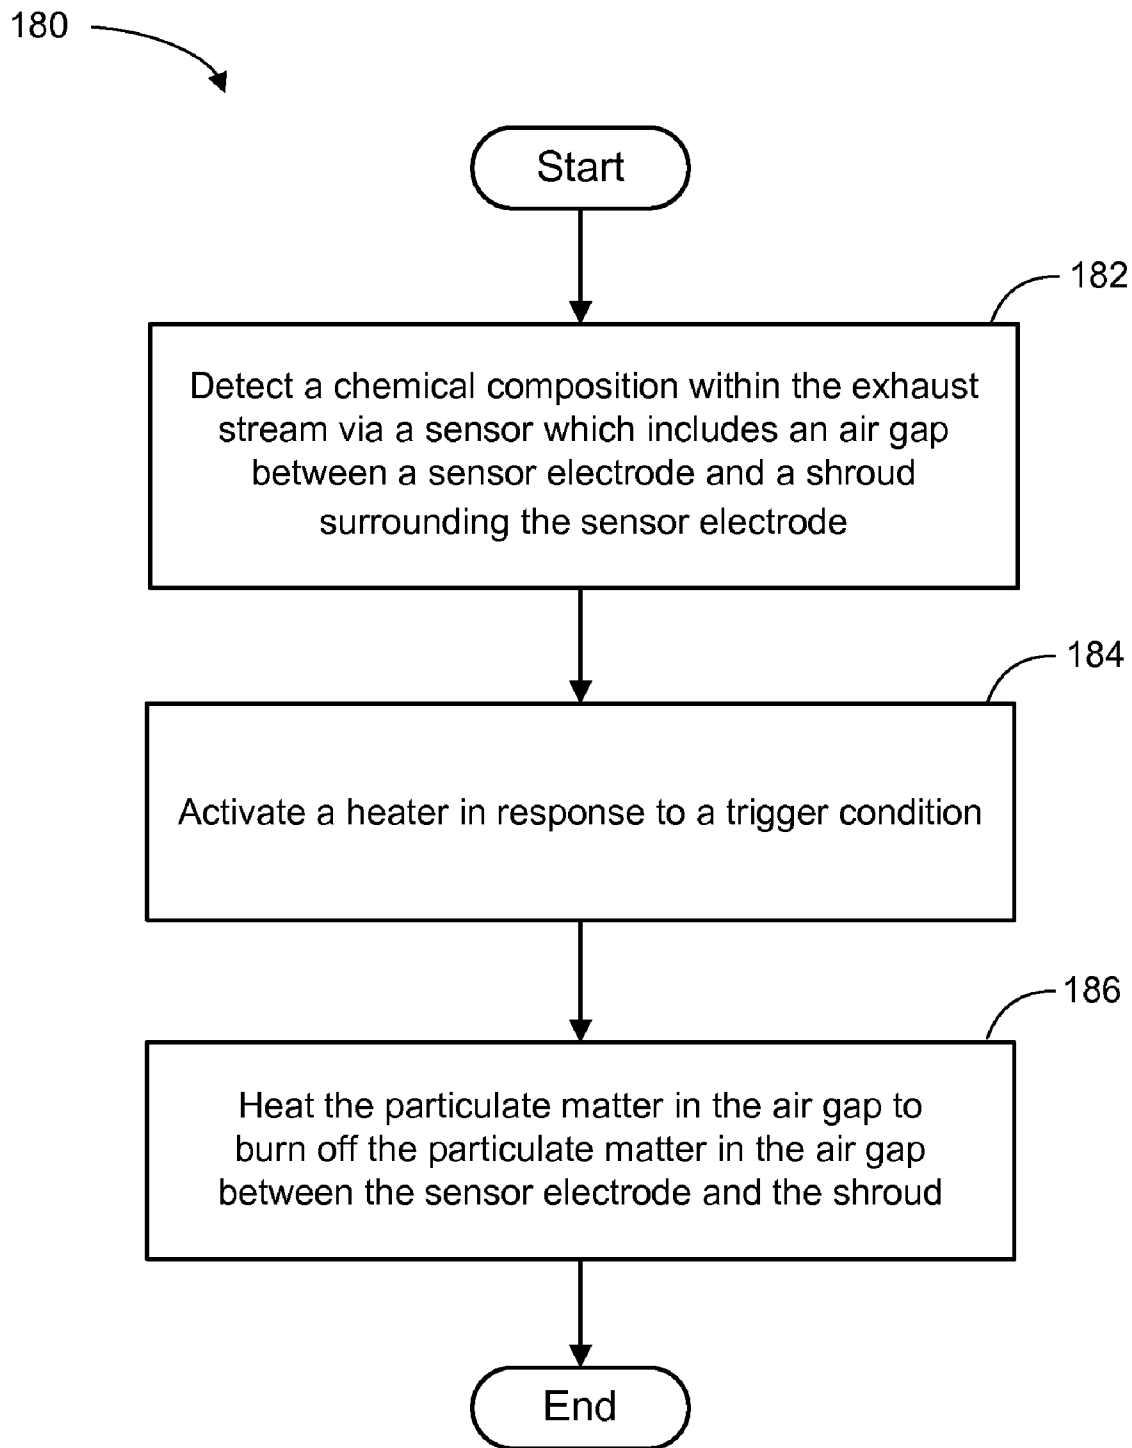 180
Start
182
Detect a chemical composition within the exhaust
stream via a sensor which includes an air gap
between a sensor electrode and a shroud
surrounding the sensor electrode
184
Activate a heater in response to a trigger condition
186
Heat the particulate matter in the air gap to
burn off the particulate matter in the air gap
between the sensor electrode and the shroud
End